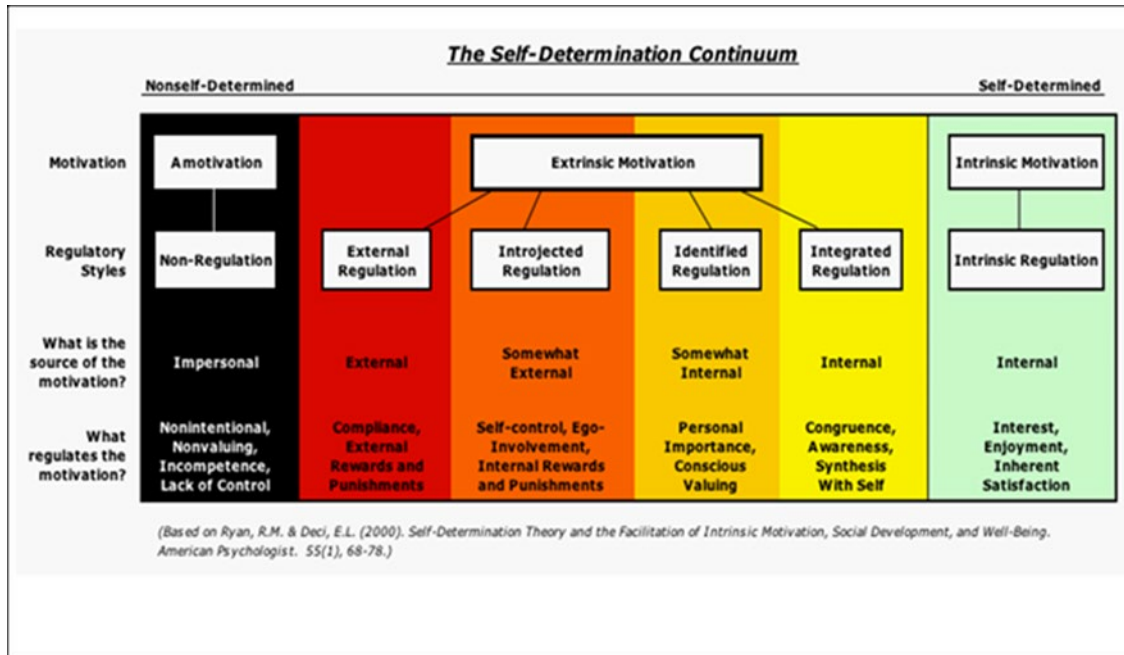 The Self-Determination Continuum
Nonself-Determined
Self-Determined
Motivation
Amotivation
Extrinsic Motivation
Intrinsic Motivation
Regulatory
Styles
Non-Regulation
External
Regulation
Introjected
Regulation
Identified
Regulation
Integrated
Regulation
Intrinsic Regulation
What is the
source of the
motivation?
Impersonal
External
Somewhat
External
Somewhat
Internal
Internal
Internal
What
regulates the
motivation?
Nonintentional,
Nonvaluing,
Incompetence,
Lack of Control
Compliance,
External
Rewards and
Punishments
Self-control, Ego-
Involvement,
Internal Rewards
and Punishments
Personal
Importance,
Conscious
Valuing
Congruence,
Awareness,
Synthesis
With Self
Interest,
Enjoyment,
Inherent
Satisfaction
(Based on Ryan, R.M. & Deci, E.L. (2000). Self-Determination Theory and the Facilitation of Intrinsic Motivation, Social Development, and Well-Being.
American Psychologist. 55(1), 68-78.)